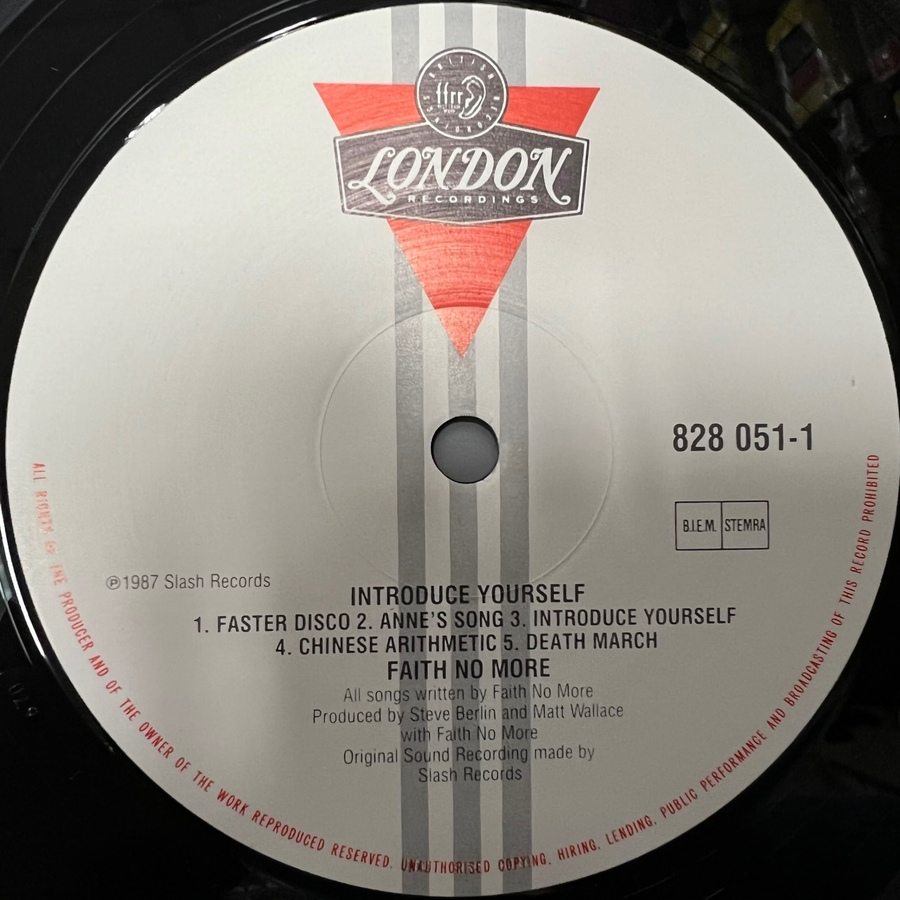 BRITISH RECORDINGS
ffrr
LONDON
RECORDINGS
828 051-1
B.I.E.M. STEMRA
℗1987 Slash Records
INTRODUCE YOURSELF
1. FASTER DISCO 2. ANNE'S SONG 3. INTRODUCE YOURSELF
4. CHINESE ARITHMETIC 5. DEATH MARCH
FAITH NO MORE
All songs written by Faith No More
Produced by Steve Berlin and Matt Wallace
with Faith No More
Original Sound Recording made by
Slash Records
ALL RIGHTS OF THE PRODUCER AND OF THE OWNER OF THE WORK REPRODUCED RESERVED. UNAUTHORISED COPYING, HIRING, LENDING, PUBLIC PERFORMANCE AND BROADCASTING OF THIS RECORD PROHIBITED